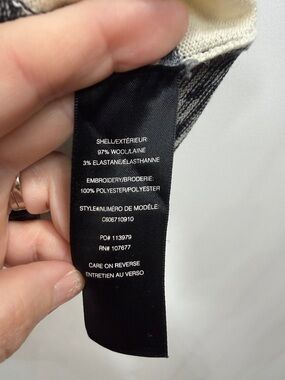 SHELL/EXTÉRIEUR:
97% WOOL/LAINE
3% ELASTANE/ÉLASTHANNE
EMBROIDERY/BRODERIE:
100% POLYESTER/POLYESTER
STYLE#/NUMÉRO DE MODÈLE:
C606710910
PO# 113979
RN# 107677
CARE ON REVERSE
ENTRETIEN AU VERSO